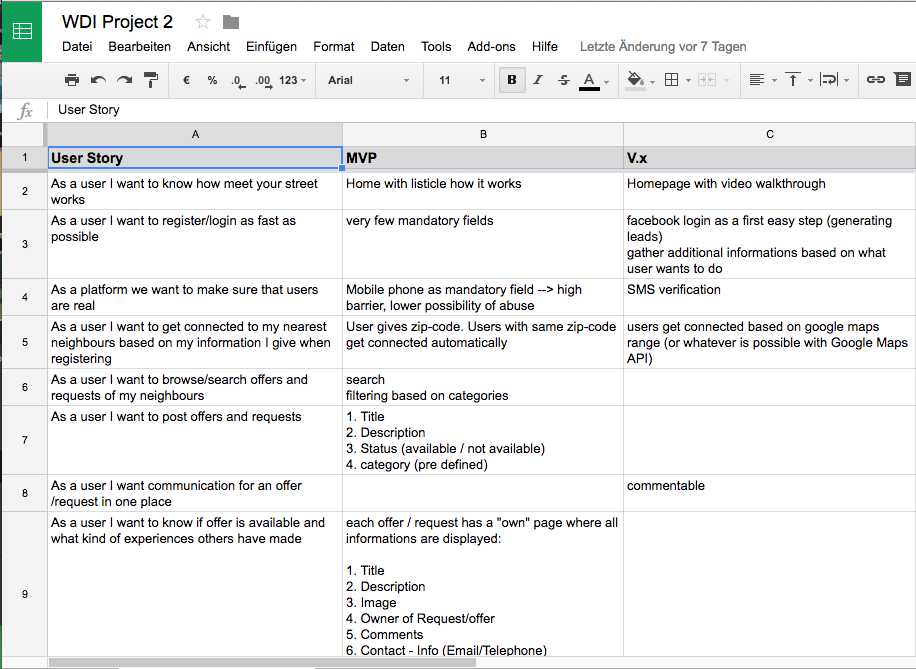 WDI Project 2
Datei Bearbeiten Ansicht Einfügen Format Daten Tools Add-ons Hilfe Letzte Änderung vor 7 Tagen
€ % .0 .00 123 Arial 11 B I S A
fx User Story
A B C
1 User Story MVP V.x
2
As a user I want to know how meet your street
works
Home with listicle how it works
Homepage with video walkthrough
3
As a user I want to register/login as fast as
possible
very few mandatory fields
facebook login as a first easy step (generating
leads)
gather additional informations based on what
user wants to do
4
As a platform we want to make sure that users
are real
Mobile phone as mandatory field --> high
barrier, lower possibility of abuse
SMS verification
5
As a user I want to get connected to my nearest
neighbours based on my information I give when
registering
User gives zip-code. Users with same zip-code
get connected automatically
users get connected based on google maps
range (or whatever is possible with Google Maps
API)
6
As a user I want to browse/search offers and
requests of my neighbours
search
filtering based on categories
7
As a user I want to post offers and requests
1. Title
2. Description
3. Status (available / not available)
4. category (pre defined)
8
As a user I want communication for an offer
/request in one place
commentable
9
As a user I want to know if offer is available and
what kind of experiences others have made
each offer / request has a "own" page where all
informations are displayed:
1. Title
2. Description
3. Image
4. Owner of Request/offer
5. Comments
6. Contact - Info (Email/Telephone)